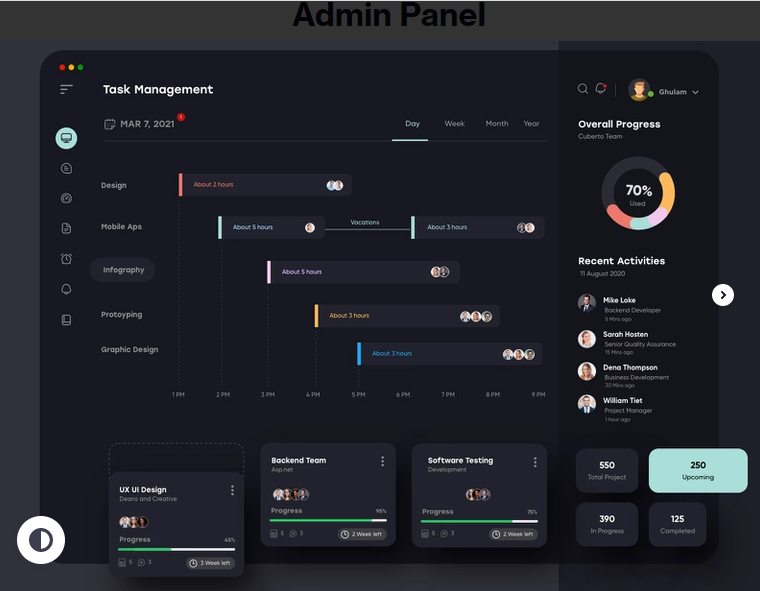 Admin Panel
Task Management
Ghulam
MAR 7, 2021
Day Week Month Year
Design
About 2 hours
Mobile Aps
About 5 hours
Vacations
About 3 hours
Infography
About 5 hours
Protoyping
About 3 hours
Graphic Design
About 3 hours
1 PM 2 PM 3 PM 4 PM 5 PM 6 PM 7 PM 8 PM 9 PM
Overall Progress
Cuberto Team
70%
Used
Recent Activities
11 August 2020
Mike Loke
Backend Developer
5 Mins ago
Sarah Hosten
Senior Quality Assurance
15 Mins ago
Dena Thompson
Business Development
30 Mins ago
William Tiet
Project Manager
1 hour ago
UX UI Design
Deans and Creative
Progress 45%
5 3 3 Week left
Backend Team
Asp.net
Progress 95%
5 3 2 Week left
Software Testing
Development
Progress 75%
5 3 2 Week left
550
Total Project
250
Upcoming
390
In Progress
125
Completed